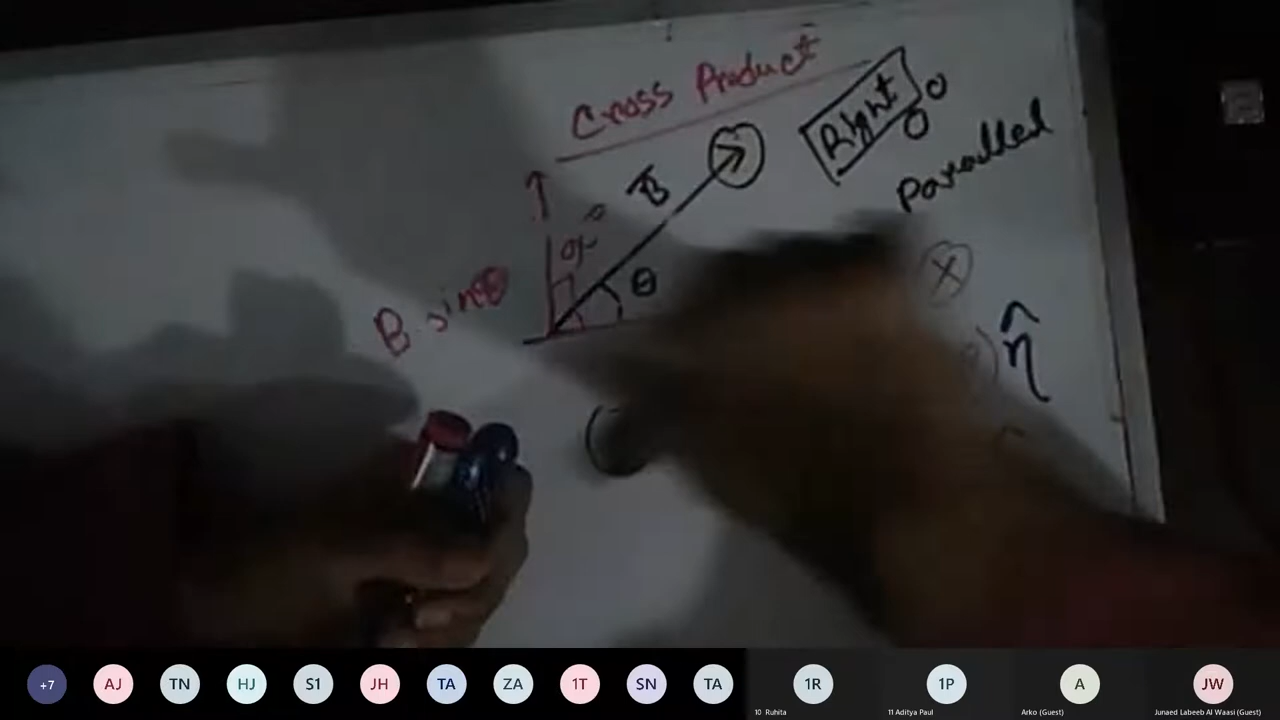 Cross Product
Right
B
90°
θ
Parallel
B sinθ
X
η̂
+7
AJ
TN
HJ
S1
JH
TA
ZA
1T
SN
TA
1R
1P
A
JW
10 Ruhita
11 Aditya Paul
Arko (Guest)
Junaed Labeeb Al Waasi (Guest)